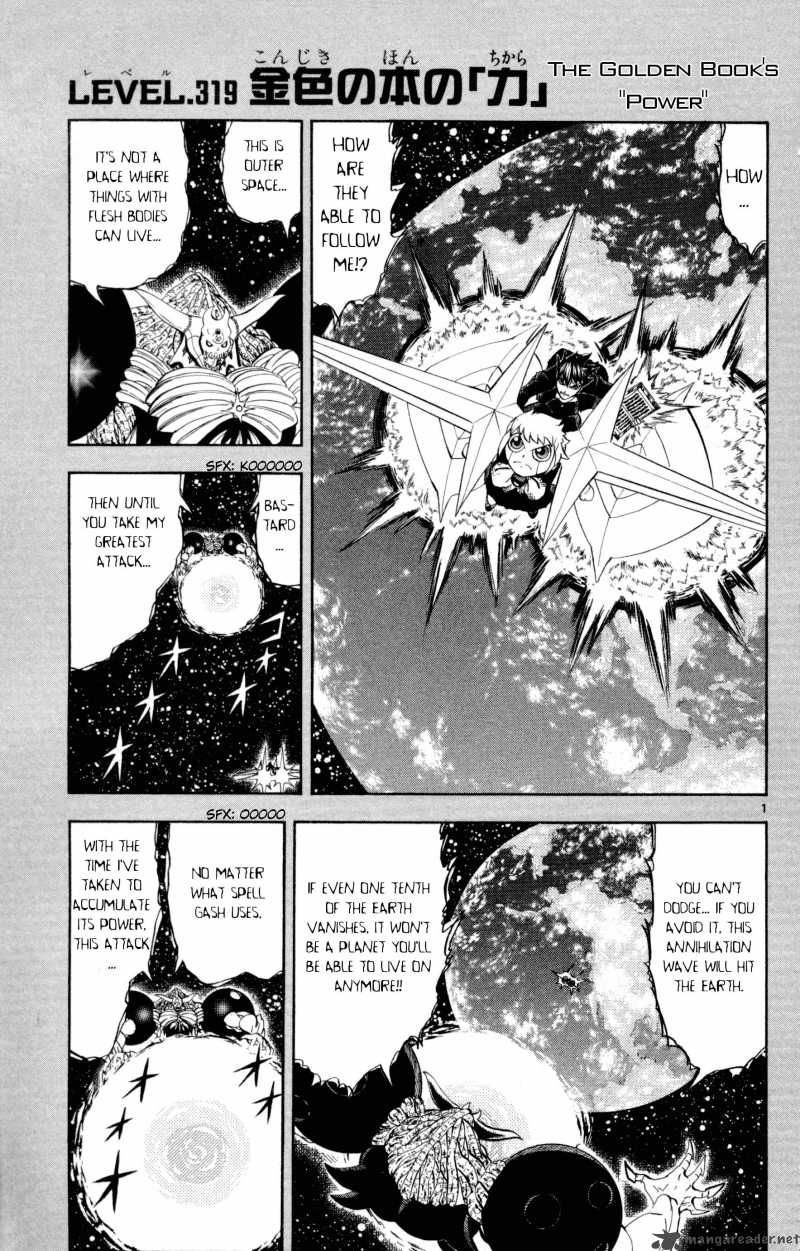 こんじき ほん ちから
レベル
LEVEL.319 金色の本の「力」
THE GOLDEN BOOK'S
"POWER"
HOW
...
HOW
ARE
THEY
ABLE TO
FOLLOW
ME!?
THIS IS
OUTER
SPACE...
IT'S NOT A
PLACE WHERE
THINGS WITH
FLESH BODIES
CAN LIVE...
SFX: KOOOOOO
BAS-
TARD
...
THEN UNTIL
YOU TAKE MY
GREATEST
ATTACK...
1
YOU CAN'T
DODGE... IF YOU
AVOID IT, THIS
ANNIHILATION
WAVE WILL HIT
THE EARTH.
IF EVEN ONE TENTH
OF THE EARTH
VANISHES, IT WON'T
BE A PLANET YOU'LL
BE ABLE TO LIVE ON
ANYMORE!!
SFX: OOOOO
NO MATTER
WHAT SPELL
GASH USES,
WITH THE
TIME I'VE
TAKEN TO
ACCUMULATE
ITS POWER,
THIS ATTACK
...
mangareader.net